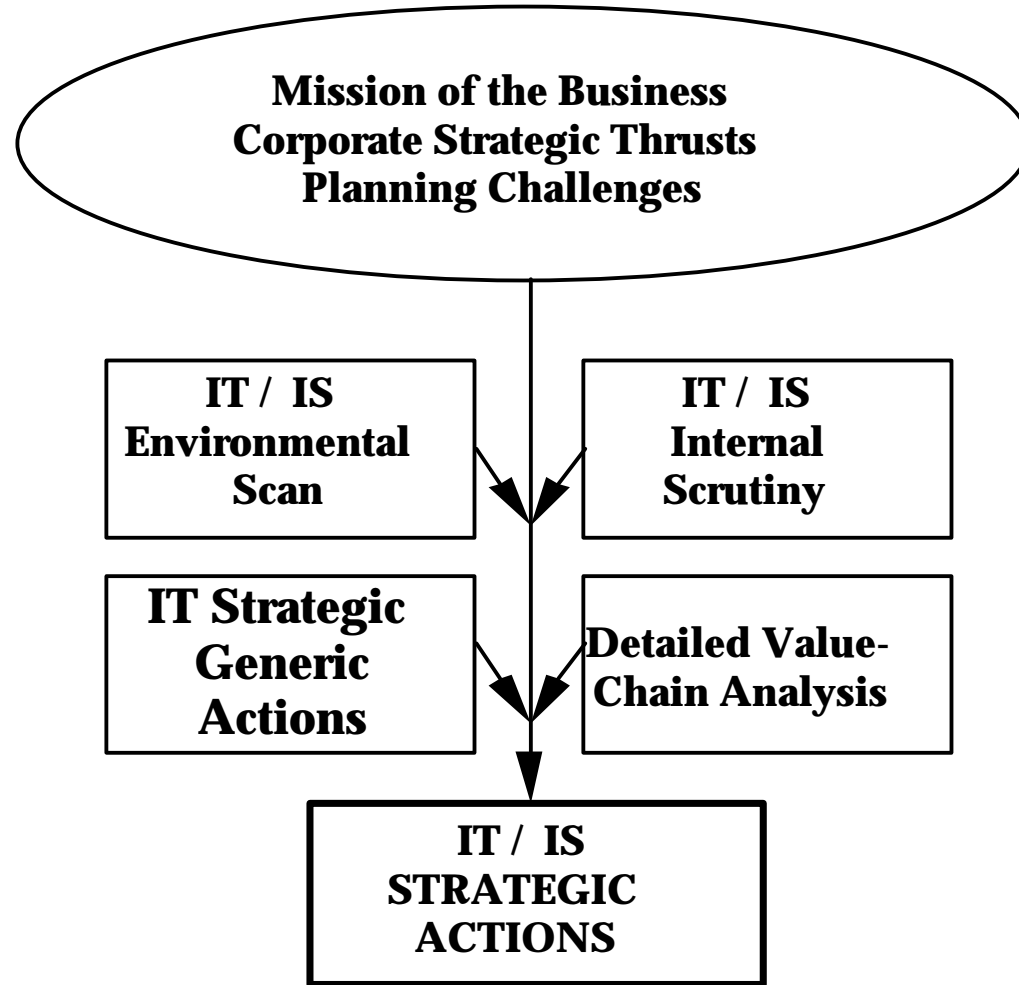 Mission of the Business
Corporate Strategic Thrusts
Planning Challenges
IT / IS
Environmental
Scan
IT / IS
Internal
Scrutiny
IT Strategic
Generic
Actions
Detailed Value-
Chain Analysis
IT / IS
STRATEGIC
ACTIONS